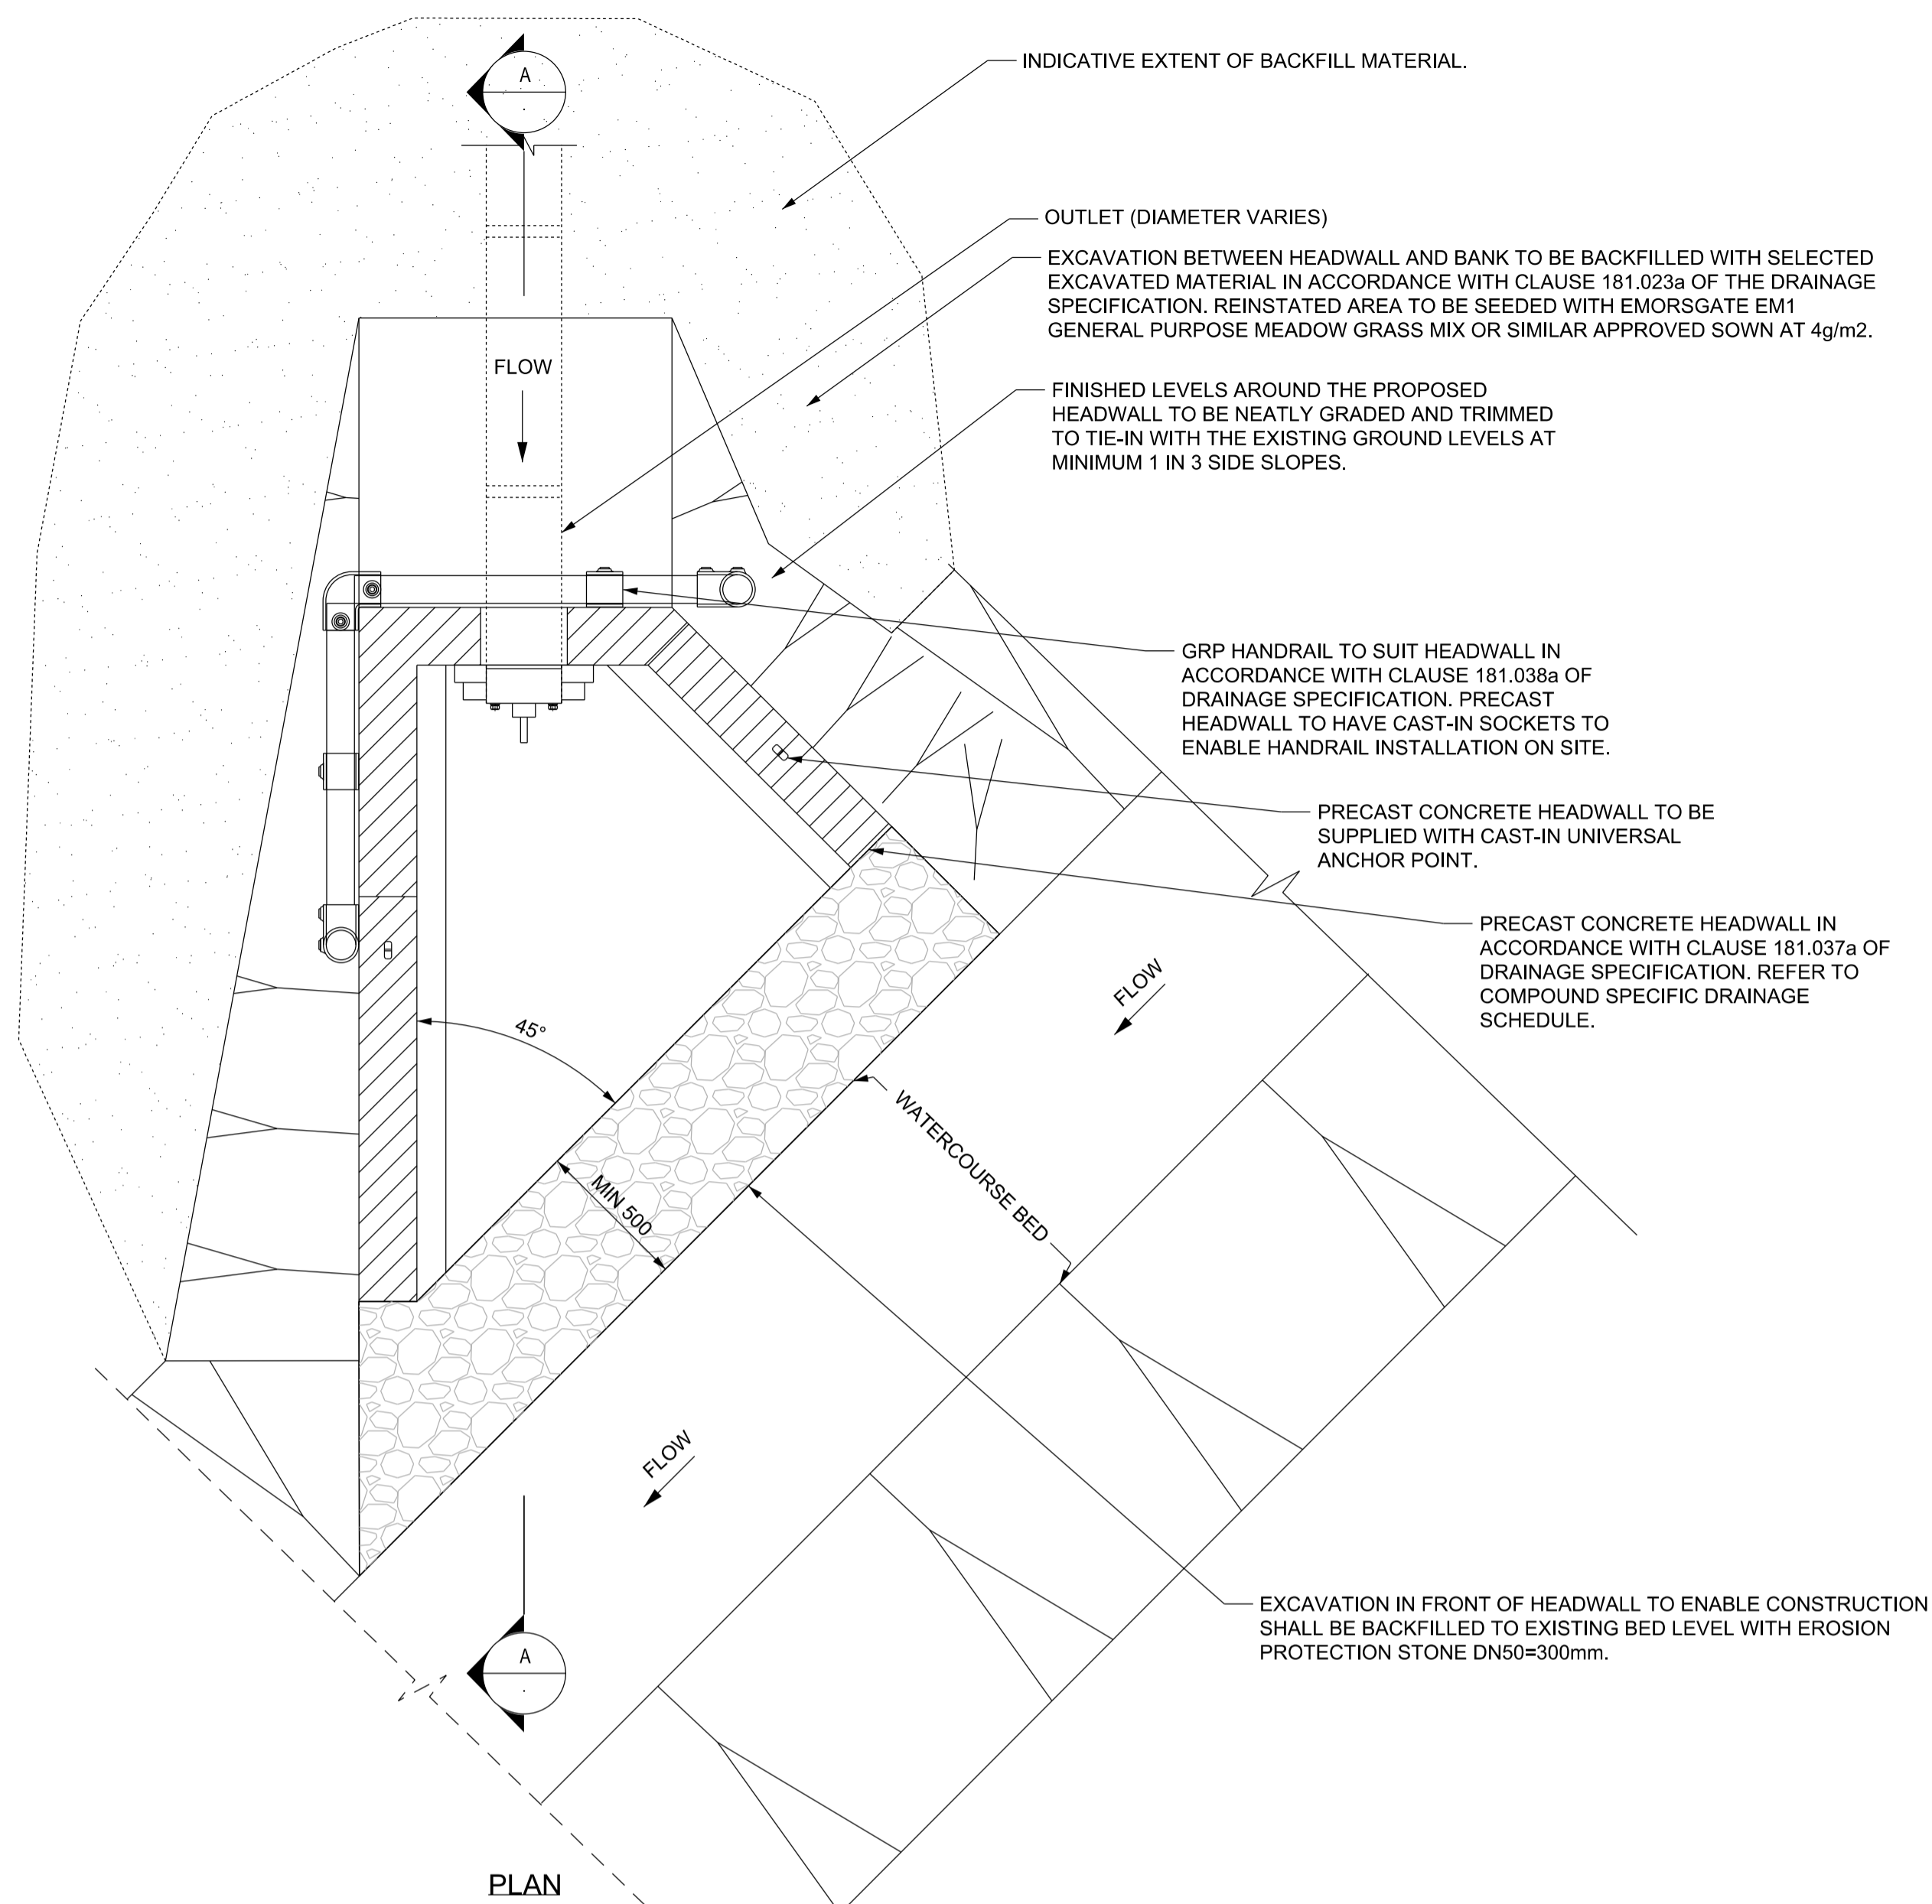 A
INDICATIVE EXTENT OF BACKFILL MATERIAL.
OUTLET (DIAMETER VARIES)
EXCAVATION BETWEEN HEADWALL AND BANK TO BE BACKFILLED WITH SELECTED
EXCAVATED MATERIAL IN ACCORDANCE WITH CLAUSE 181.023a OF THE DRAINAGE
SPECIFICATION. REINSTATED AREA TO BE SEEDED WITH EMORSGATE EM1
GENERAL PURPOSE MEADOW GRASS MIX OR SIMILAR APPROVED SOWN AT 4g/m2.
FLOW
FINISHED LEVELS AROUND THE PROPOSED
HEADWALL TO BE NEATLY GRADED AND TRIMMED
TO TIE-IN WITH THE EXISTING GROUND LEVELS AT
MINIMUM 1 IN 3 SIDE SLOPES.
GRP HANDRAIL TO SUIT HEADWALL IN
ACCORDANCE WITH CLAUSE 181.038a OF
DRAINAGE SPECIFICATION. PRECAST
HEADWALL TO HAVE CAST-IN SOCKETS TO
ENABLE HANDRAIL INSTALLATION ON SITE.
PRECAST CONCRETE HEADWALL TO BE
SUPPLIED WITH CAST-IN UNIVERSAL
ANCHOR POINT.
PRECAST CONCRETE HEADWALL IN
ACCORDANCE WITH CLAUSE 181.037a OF
DRAINAGE SPECIFICATION. REFER TO
COMPOUND SPECIFIC DRAINAGE
SCHEDULE.
FLOW
45°
WATERCOURSE BED
MIN 500
FLOW
EXCAVATION IN FRONT OF HEADWALL TO ENABLE CONSTRUCTION
SHALL BE BACKFILLED TO EXISTING BED LEVEL WITH EROSION
PROTECTION STONE DN50=300mm.
A
PLAN